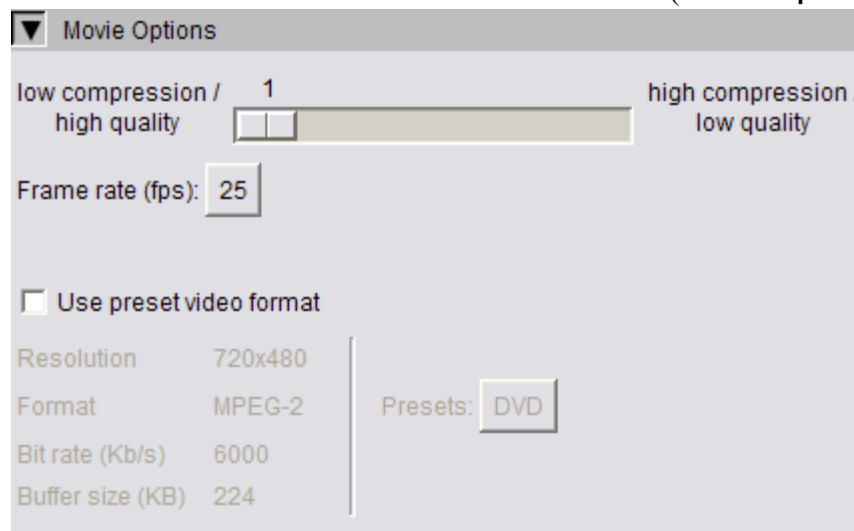 Movie Options
low compression / 1 high compression /
high quality low quality
Frame rate (fps): 25
Use preset video format
Resolution 720x480
Format MPEG-2 Presets: DVD
Bit rate (Kb/s) 6000
Buffer size (KB) 224